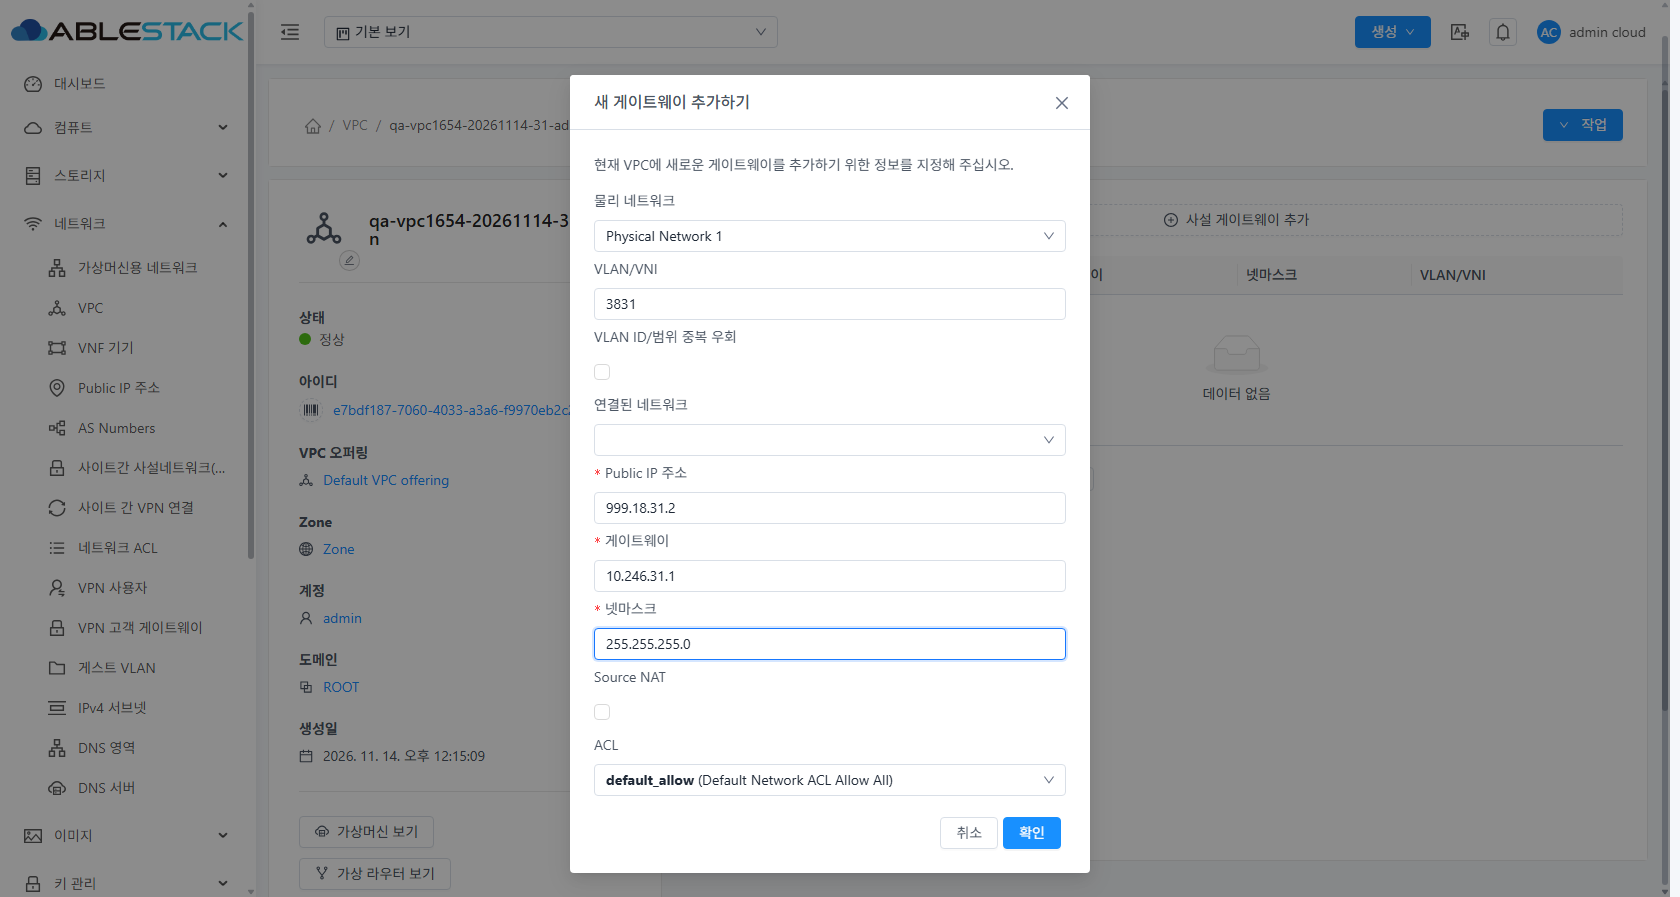 ABLESTACK
기본 보기
생성
AC
admin cloud
대시보드
컴퓨트
스토리지
네트워크
가상머신용 네트워크
VPC
VNF 기기
Public IP 주소
AS Numbers
사이트간 사설네트워크(...
사이트 간 VPN 연결
네트워크 ACL
VPN 사용자
VPN 고객 게이트웨이
게스트 VLAN
IPv4 서브넷
DNS 영역
DNS 서버
이미지
키 관리
/ VPC / qa-vpc1654-20261114-31-ad
작업
qa-vpc1654-20261114-3
n
상태
정상
아이디
e7bdf187-7060-4033-a3a6-f9970eb2c
VPC 오퍼링
Default VPC offering
Zone
Zone
계정
admin
도메인
ROOT
생성일
2026. 11. 14. 오후 12:15:09
가상머신 보기
가상 라우터 보기
사설 게이트웨이 추가
이
넷마스크
VLAN/VNI
데이터 없음
새 게이트웨이 추가하기
현재 VPC에 새로운 게이트웨이를 추가하기 위한 정보를 지정해 주십시오.
물리 네트워크
Physical Network 1
VLAN/VNI
3831
VLAN ID/범위 중복 우회
연결된 네트워크
* Public IP 주소
999.18.31.2
* 게이트웨이
10.246.31.1
* 넷마스크
255.255.255.0
Source NAT
ACL
default_allow (Default Network ACL Allow All)
취소
확인